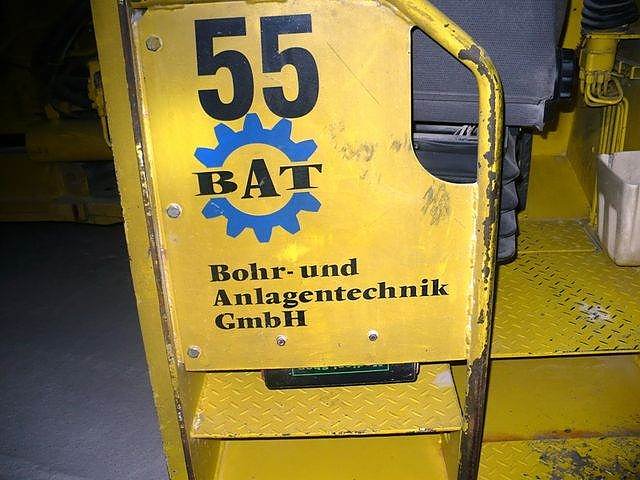 55
BAT
Bohr- und
Anlagentechnik
GmbH